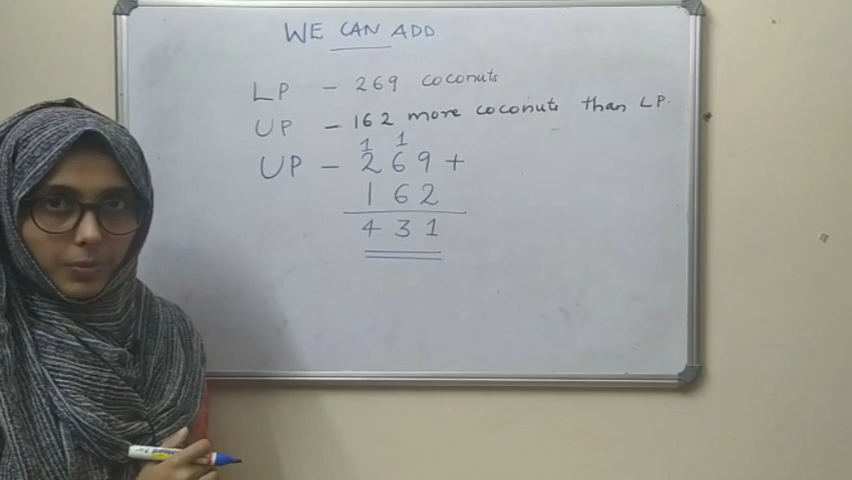 WE CAN ADD
LP - 269 coconuts
UP - 162 more coconuts than LP.
1 1
UP - 269 +
162
431